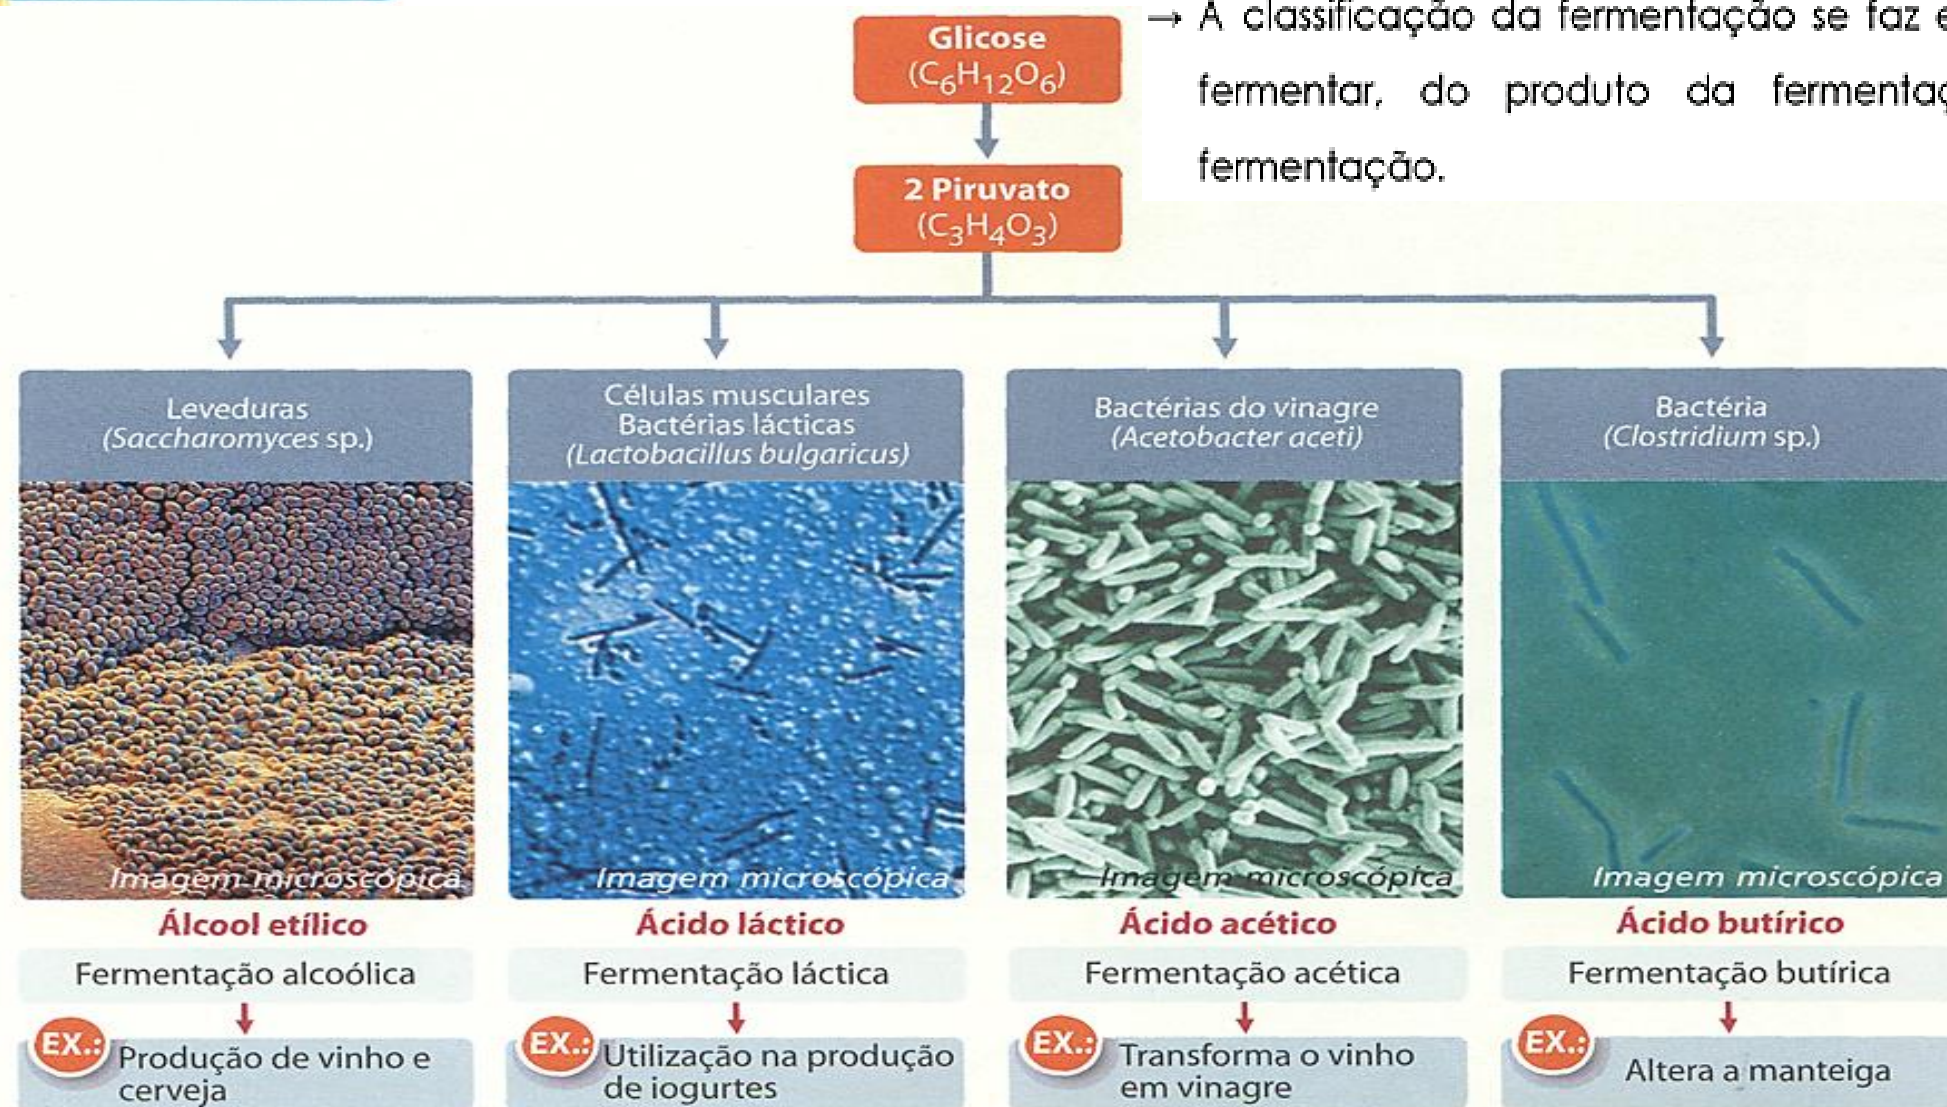 Glicose
(C₆H₁₂O₆)
→ A classificação da fermentação se faz
fermentar, do produto da
fermentação.
2 Piruvato
(C₃H₄O₃)
Leveduras
(Saccharomyces sp.)
Células musculares
Bactérias lácticas
(Lactobacillus bulgaricus)
Bactérias do vinagre
(Acetobacter aceti)
Bactéria
(Clostridium sp.)
Imagem microscópica
Imagem microscópica
Imagem microscópica
Imagem microscópica
Álcool etílico
Ácido láctico
Ácido acético
Ácido butírico
Fermentação alcoólica
Fermentação láctica
Fermentação acética
Fermentação butírica
EX.:
Produção de vinho e
cerveja
EX.:
Utilização na produção
de iogurtes
EX.:
Transforma o vinho
em vinagre
EX.:
Altera a manteiga